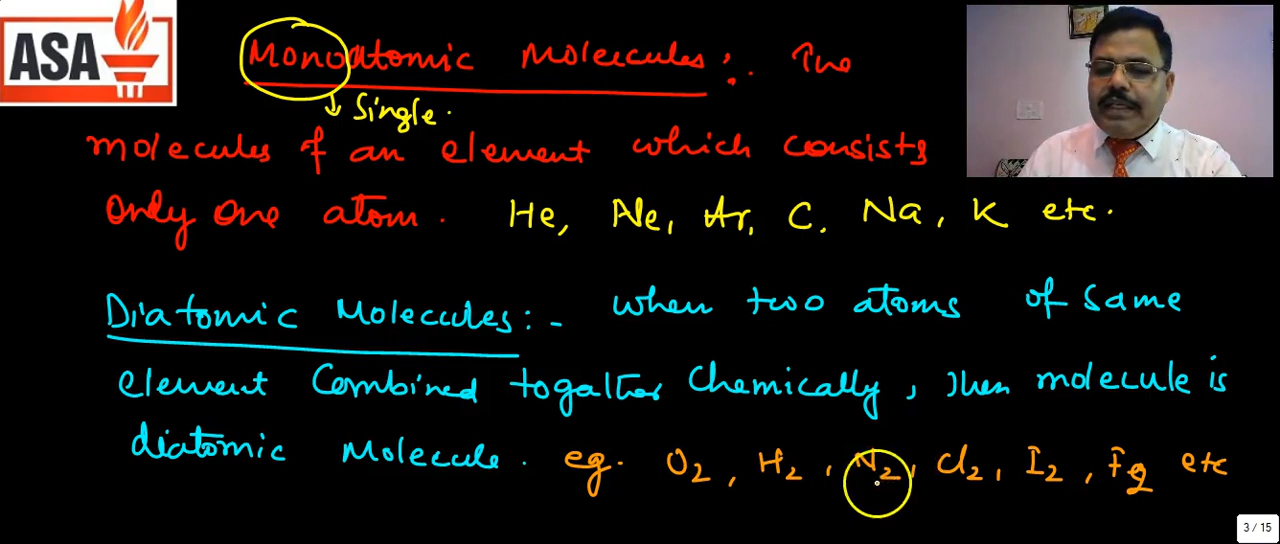 ASA
Monoatomic Molecules :. The
↓ Single.
molecules of an element which consists
Only one atom. He, Ne, Ar, C, Na, K etc.
Diatomic Molecules :- when two atoms of same
element Combined togather Chemically, then molecule is
diatomic Molecule. eg. O2, H2, N2, Cl2, I2, F2 etc
3 / 15